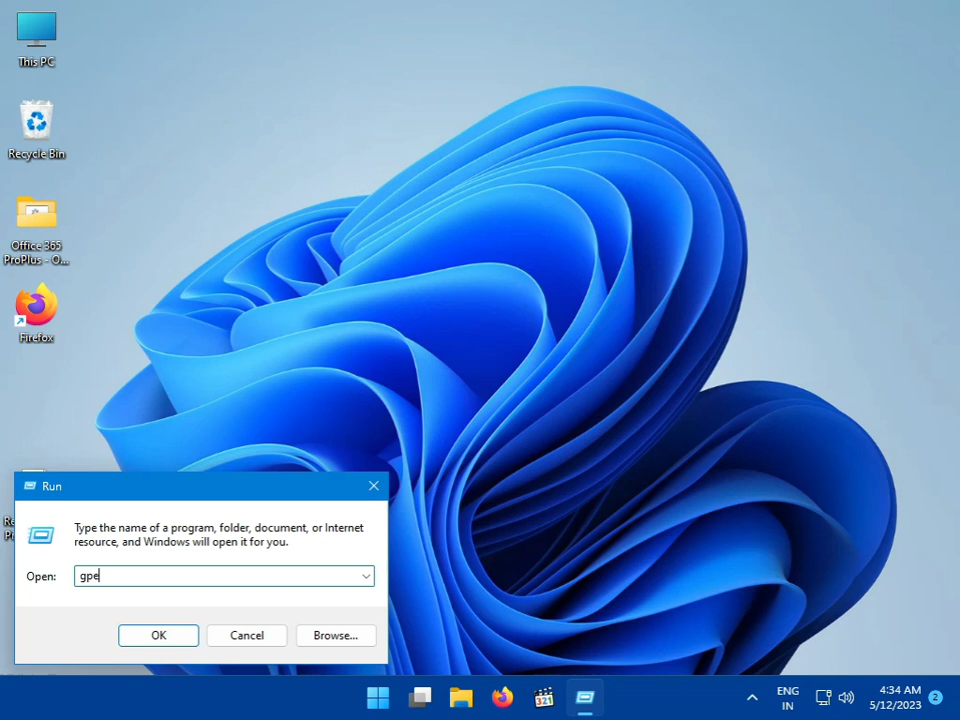 This PC
Recycle Bin
Office 365
ProPlus - O...
Firefox
Run
Type the name of a program, folder, document, or Internet
resource, and Windows will open it for you.
Open:
gpe
OK
Cancel
Browse...
321
ENG
IN
4:34 AM
5/12/2023
2